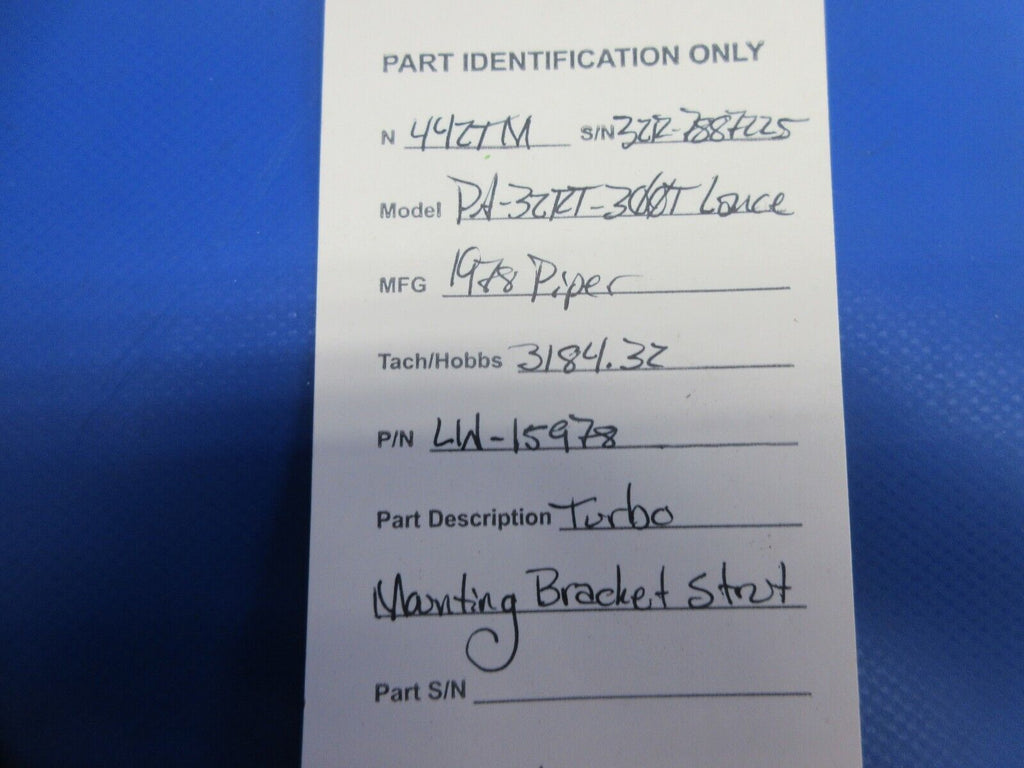 PART IDENTIFICATION ONLY
N 442TM S/N 32R-7887225
Model PA-32RT-300T Lance
MFG 1978 Piper
Tach/Hobbs 3184.32
P/N LW-15978
Part Description Turbo
Mounting Bracket Strut
Part S/N